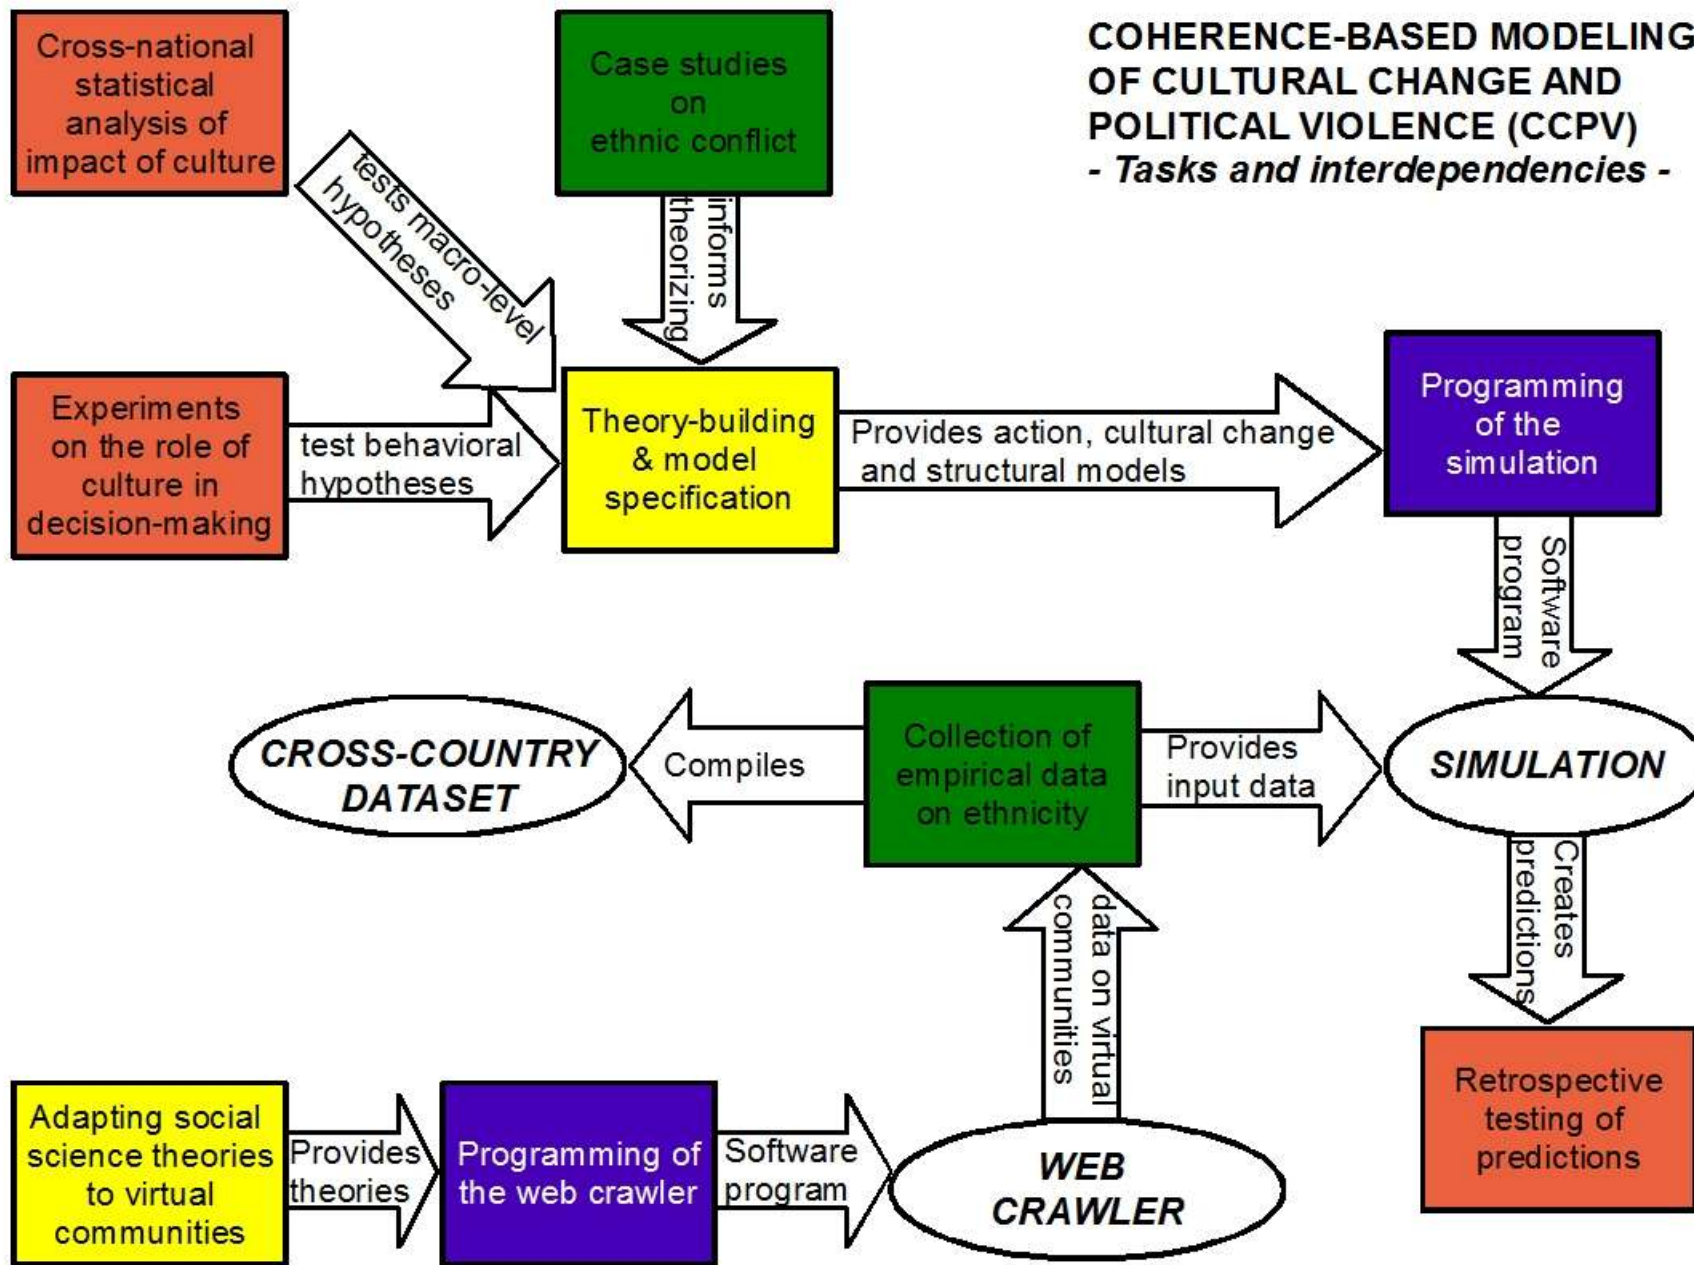 COHERENCE-BASED MODELING
OF CULTURAL CHANGE AND
POLITICAL VIOLENCE (CCPV)
- Tasks and interdependencies -
Cross-national
statistical
analysis of
impact of culture
Case studies
on
ethnic conflict
tests macro-level
hypotheses
informs
theorizing
Experiments
on the role of
culture in
decision-making
test behavioral
hypotheses
Theory-building
& model
specification
Provides action, cultural change
and structural models
Programming
of the
simulation
Software
program
CROSS-COUNTRY
DATASET
Compiles
Collection of
empirical data
on ethnicity
Provides
input data
SIMULATION
Creates
predictions
data on virtual
communities
Adapting social
science theories
to virtual
communities
Provides
theories
Programming of
the web crawler
Software
program
WEB
CRAWLER
Retrospective
testing of
predictions